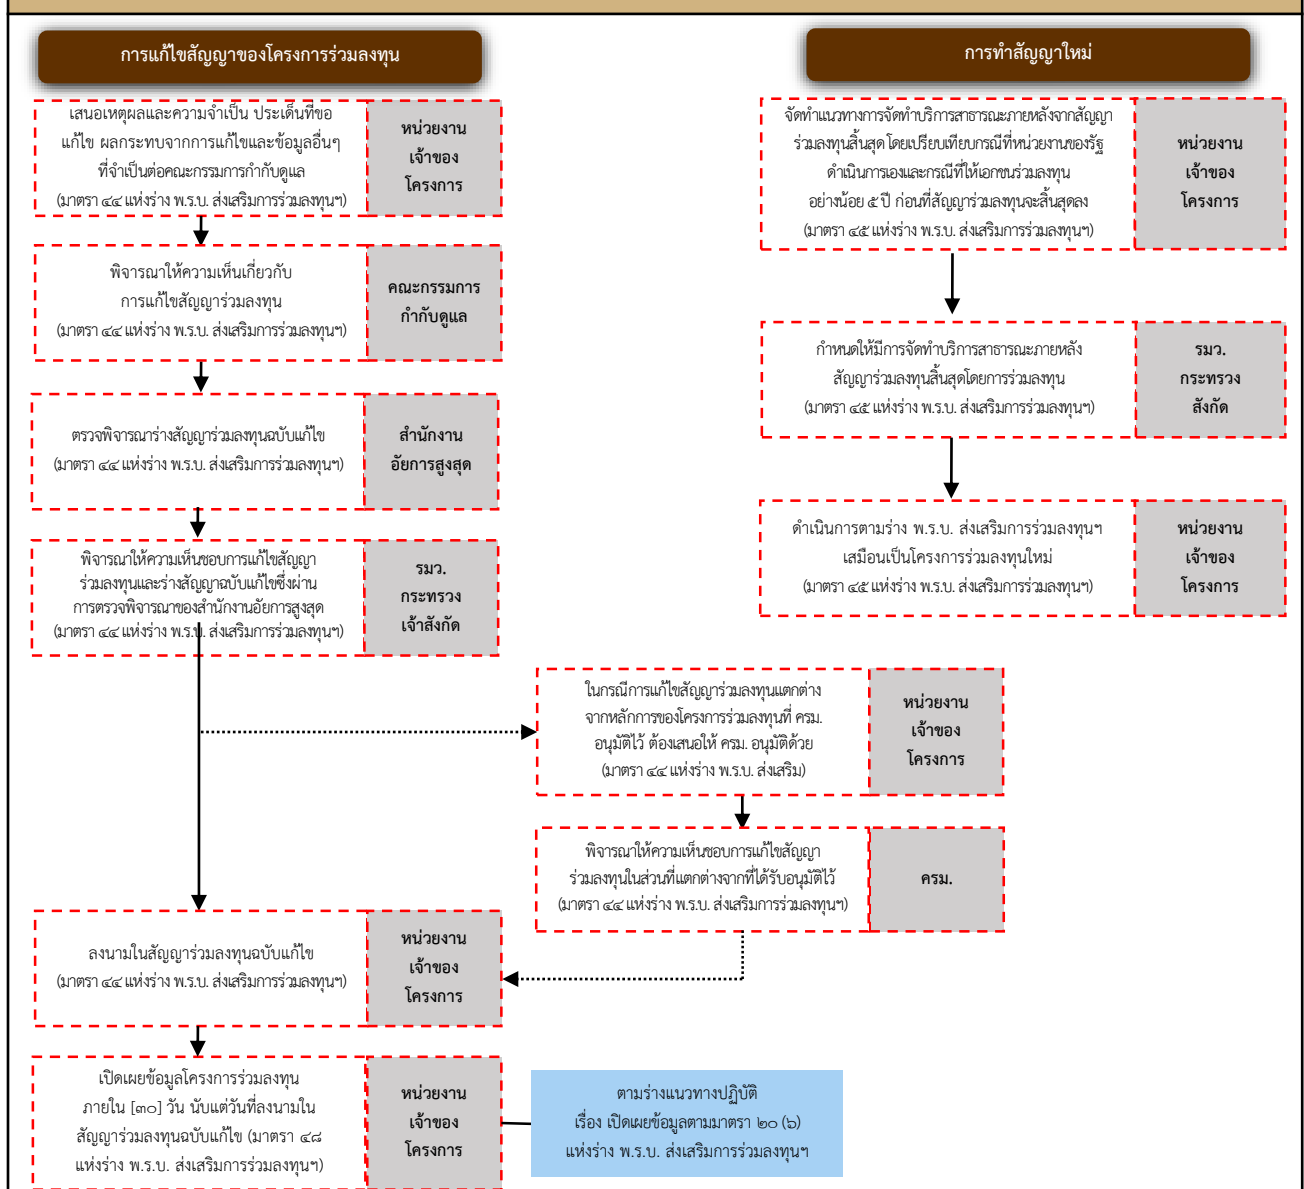 การแก้ไขสัญญาของโครงการร่วมลงทุน
เสนอเหตุผลและความจำเป็น ประเด็นที่ขอ
แก้ไข ผลกระทบจากการแก้ไขและข้อมูลอื่นๆ
ที่จำเป็นต่อคณะกรรมการกำกับดูแล
(มาตรา ๔๔ แห่งร่าง พ.ร.บ. ส่งเสริมการร่วมลงทุนฯ)
หน่วยงาน
เจ้าของ
โครงการ
พิจารณาให้ความเห็นเกี่ยวกับ
การแก้ไขสัญญาร่วมลงทุน
(มาตรา ๔๔ แห่งร่าง พ.ร.บ. ส่งเสริมการร่วมลงทุนฯ)
คณะกรรมการ
กำกับดูแล
ตรวจพิจารณาร่างสัญญาร่วมลงทุนฉบับแก้ไข
(มาตรา ๔๔ แห่งร่าง พ.ร.บ. ส่งเสริมการร่วมลงทุนฯ)
สำนักงาน
อัยการสูงสุด
พิจารณาให้ความเห็นชอบการแก้ไขสัญญา
ร่วมลงทุนและร่างสัญญาฉบับแก้ไขซึ่งผ่าน
การตรวจพิจารณาของสำนักงานอัยการสูงสุด
(มาตรา ๔๔ แห่งร่าง พ.ร.บ. ส่งเสริมการร่วมลงทุนฯ)
รมว.
กระทรวง
เจ้าสังกัด
ในกรณีการแก้ไขสัญญาร่วมลงทุนแตกต่าง
จากหลักการของโครงการร่วมลงทุนที่ ครม.
อนุมัติไว้ ต้องเสนอให้ ครม. อนุมัติด้วย
(มาตรา ๔๔ แห่งร่าง พ.ร.บ. ส่งเสริม)
หน่วยงาน
เจ้าของ
โครงการ
พิจารณาให้ความเห็นชอบการแก้ไขสัญญา
ร่วมลงทุนในส่วนที่แตกต่างจากที่ได้รับอนุมัติไว้
(มาตรา ๔๔ แห่งร่าง พ.ร.บ. ส่งเสริมการร่วมลงทุนฯ)
ครม.
ลงนามในสัญญาร่วมลงทุนฉบับแก้ไข
(มาตรา ๔๔ แห่งร่าง พ.ร.บ. ส่งเสริมการร่วมลงทุนฯ)
หน่วยงาน
เจ้าของ
โครงการ
เปิดเผยข้อมูลโครงการร่วมลงทุน
ภายใน [๓๐] วัน นับแต่วันที่ลงนามใน
สัญญาร่วมลงทุนฉบับแก้ไข (มาตรา ๔๘
แห่งร่าง พ.ร.บ. ส่งเสริมการร่วมลงทุนฯ)
หน่วยงาน
เจ้าของ
โครงการ
ตามร่างแนวทางปฏิบัติ
เรื่อง เปิดเผยข้อมูลตามมาตรา ๒๐ (๖)
แห่งร่าง พ.ร.บ. ส่งเสริมการร่วมลงทุนฯ
การทำสัญญาใหม่
จัดทำแนวทางการจัดทำบริการสาธารณะภายหลังจากสัญญา
ร่วมลงทุนสิ้นสุด โดยเปรียบเทียบกรณีที่หน่วยงานของรัฐ
ดำเนินการเองและกรณีที่ให้เอกชนร่วมลงทุน
อย่างน้อย ๕ ปี ก่อนที่สัญญาร่วมลงทุนจะสิ้นสุดลง
(มาตรา ๔๕ แห่งร่าง พ.ร.บ. ส่งเสริมการร่วมลงทุนฯ)
หน่วยงาน
เจ้าของ
โครงการ
กำหนดให้มีการจัดทำบริการสาธารณะภายหลัง
สัญญาร่วมลงทุนสิ้นสุดโดยการร่วมลงทุน
(มาตรา ๔๕ แห่งร่าง พ.ร.บ. ส่งเสริมการร่วมลงทุนฯ)
รมว.
กระทรวง
สังกัด
ดำเนินการตามร่าง พ.ร.บ. ส่งเสริมการร่วมลงทุนฯ
เสมือนเป็นโครงการร่วมลงทุนใหม่
(มาตรา ๔๕ แห่งร่าง พ.ร.บ. ส่งเสริมการร่วมลงทุนฯ)
หน่วยงาน
เจ้าของ
โครงการ